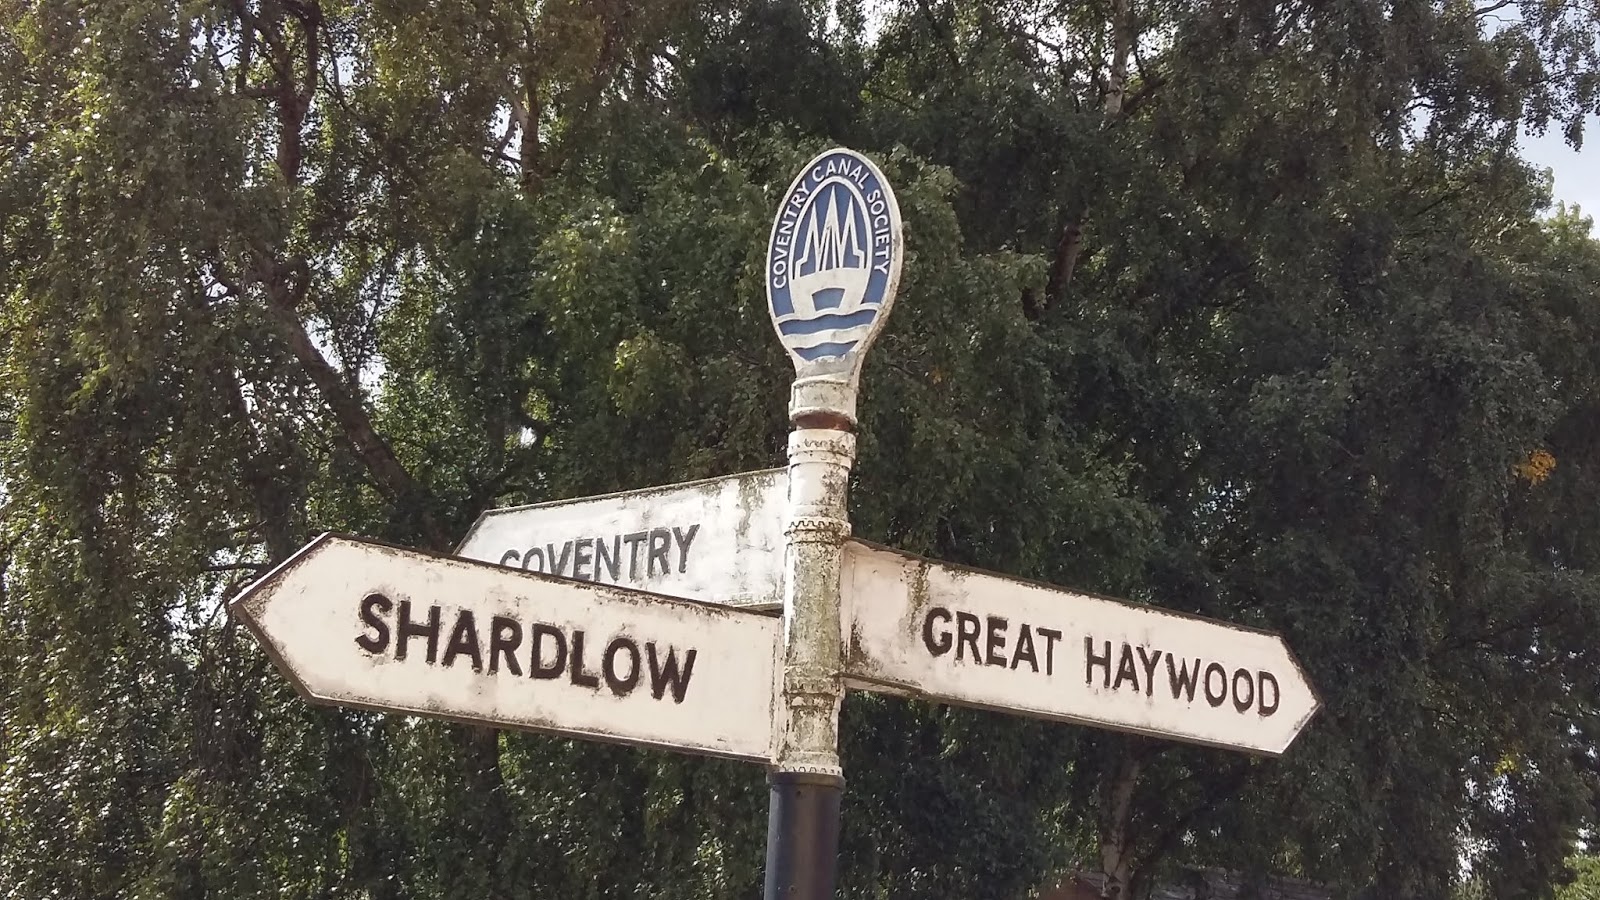 COVENTRY CANAL SOCIETY
COVENTRY
SHARDLOW
GREAT HAYWOOD